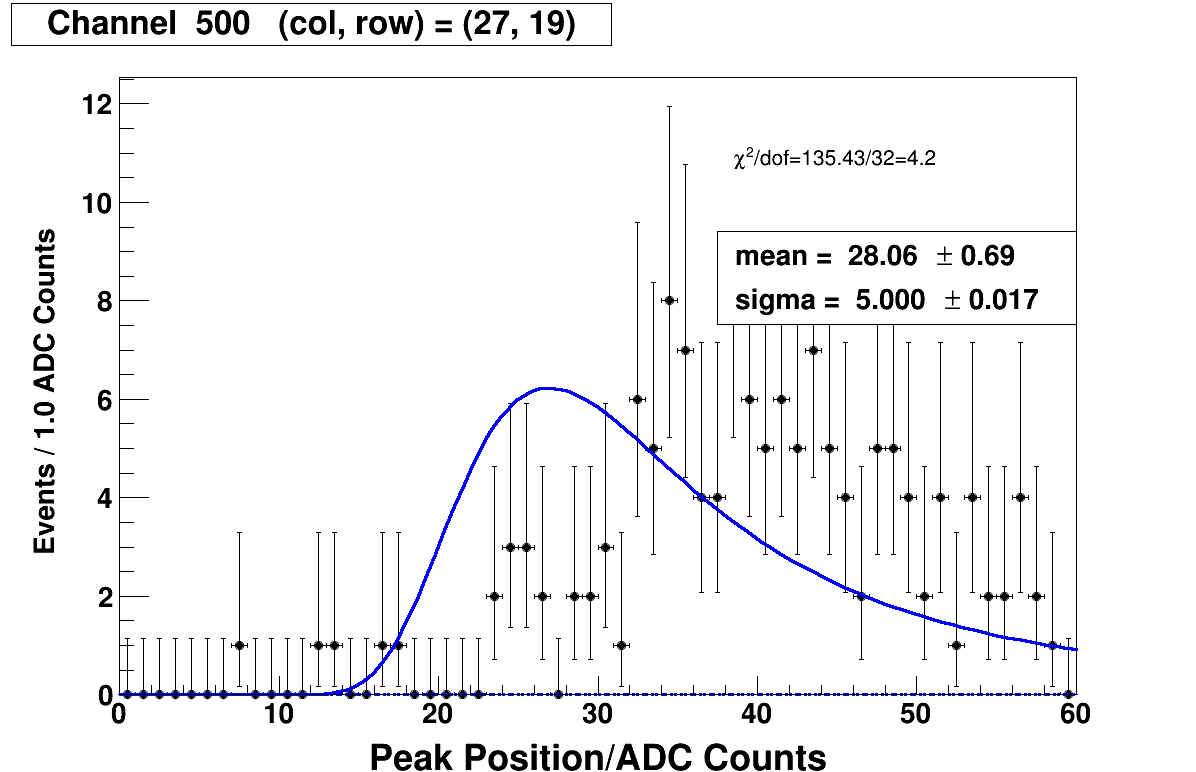 Channel 500 (col, row) = (27, 19)
12
χ²/dof=135.43/32=4.2
10
mean = 28.06 ± 0.69
sigma = 5.000 ± 0.017
8
6
4
2
0
Events / 1.0 ADC Counts
0 10 20 30 40 50 60
Peak Position/ADC Counts